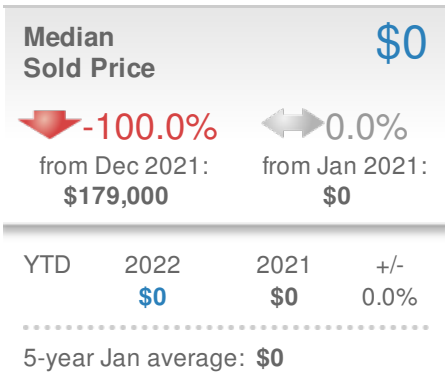 Median $0
Sold Price
-100.0% 0.0%
from Dec 2021: from Jan 2021:
$179,000 $0
YTD 2022 2021 +/-
$0 $0 0.0%
5-year Jan average: $0